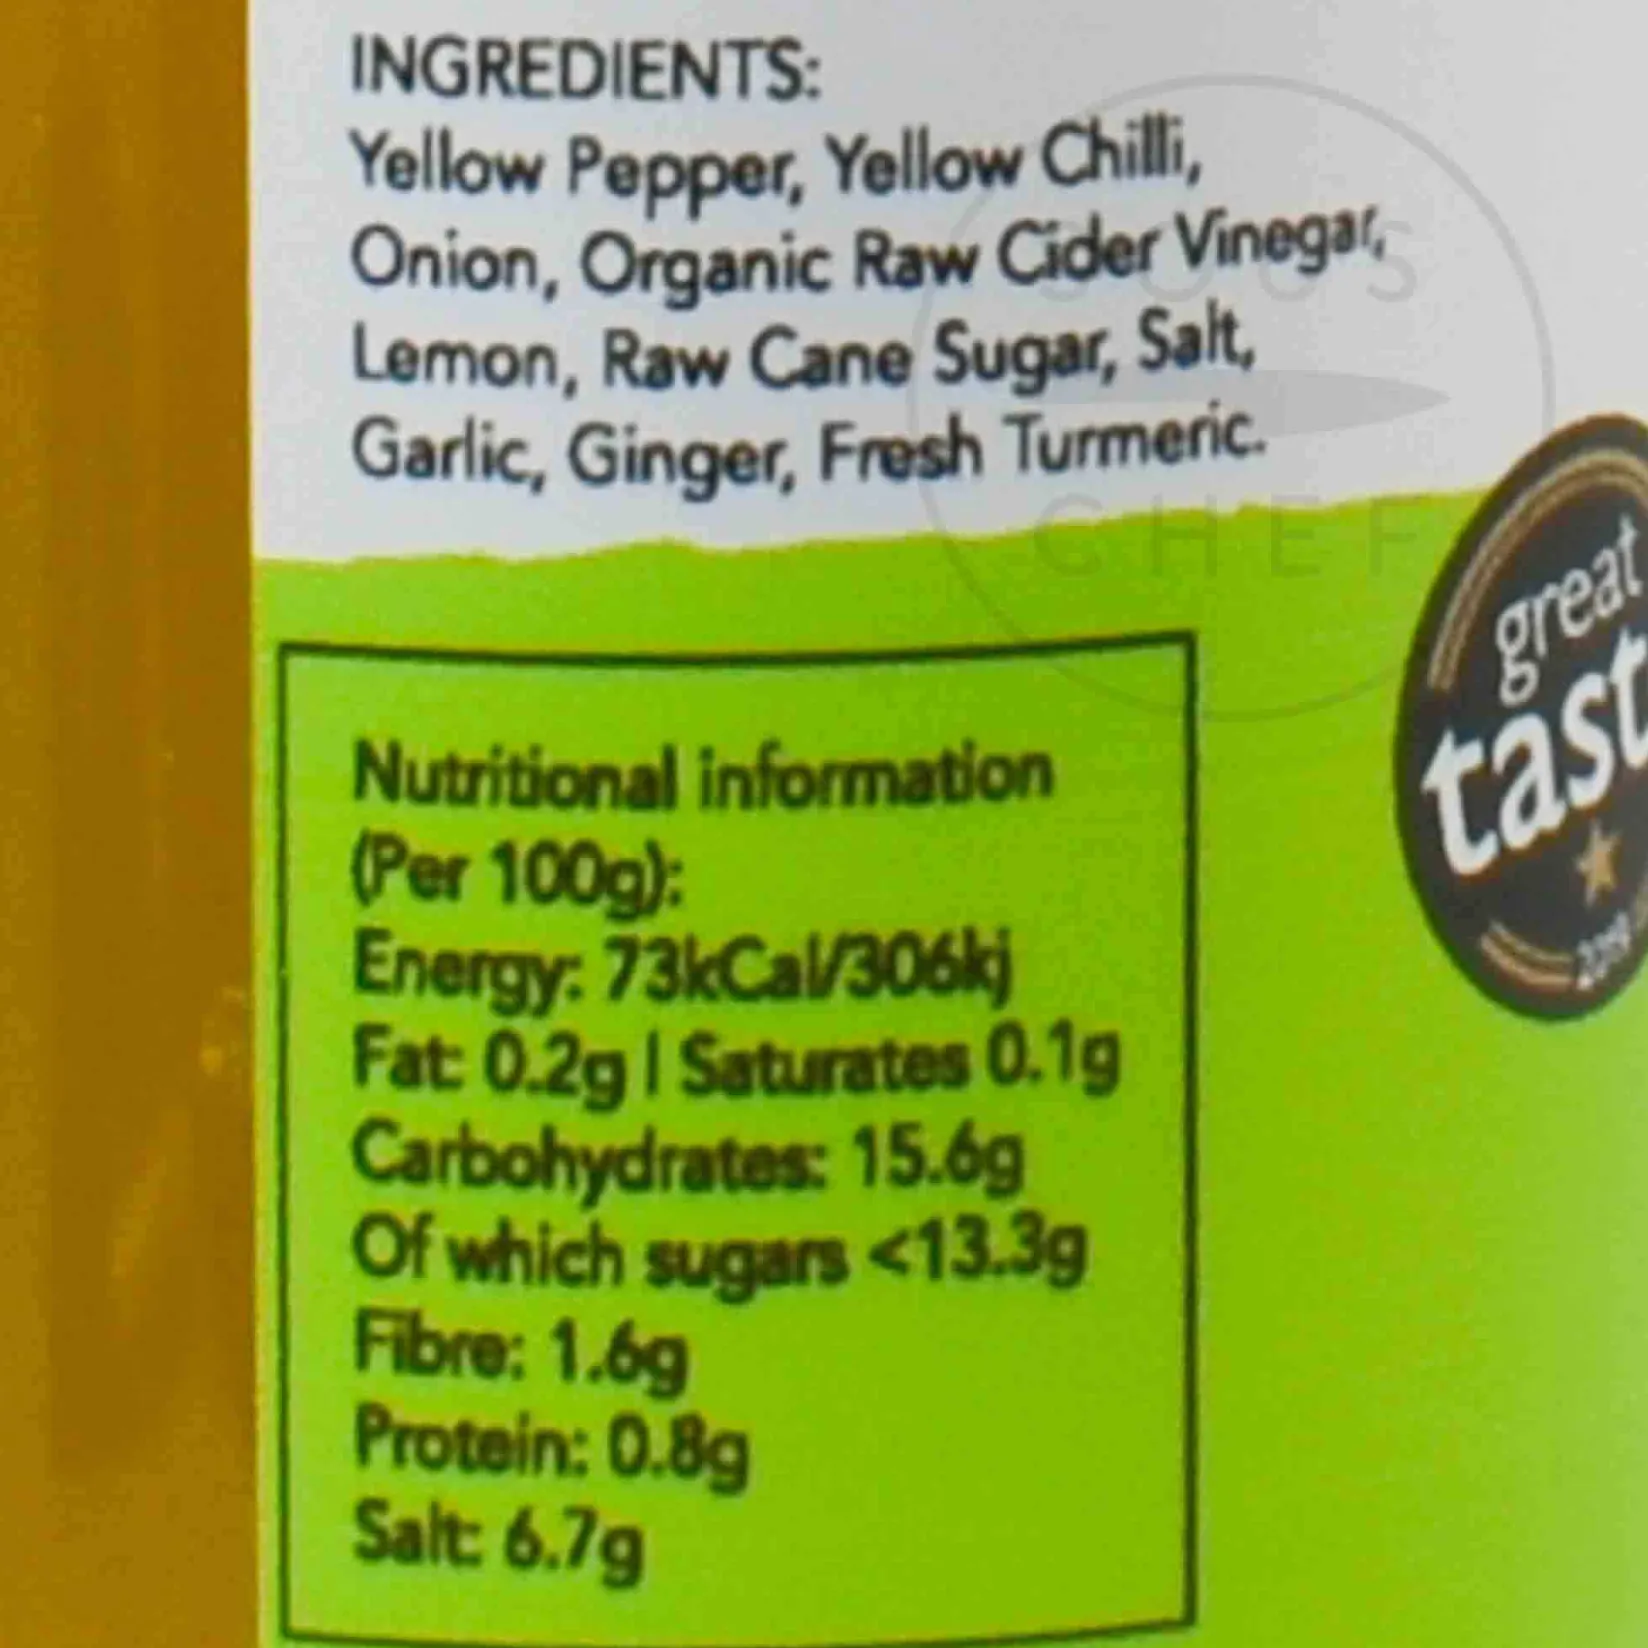 INGREDIENTS:
Yellow Pepper, Yellow Chilli,
Onion, Organic Raw Cider Vinegar,
Lemon, Raw Cane Sugar, Salt,
Garlic, Ginger, Fresh Turmeric.
SOUS
CHEF
great
tast
Nutritional information
(Per 100g):
Energy: 73kCal/306kj
Fat: 0.2g | Saturates 0.1g
Carbohydrates: 15.6g
Of which sugars <13.3g
Fibre: 1.6g
Protein: 0.8g
Salt: 6.7g